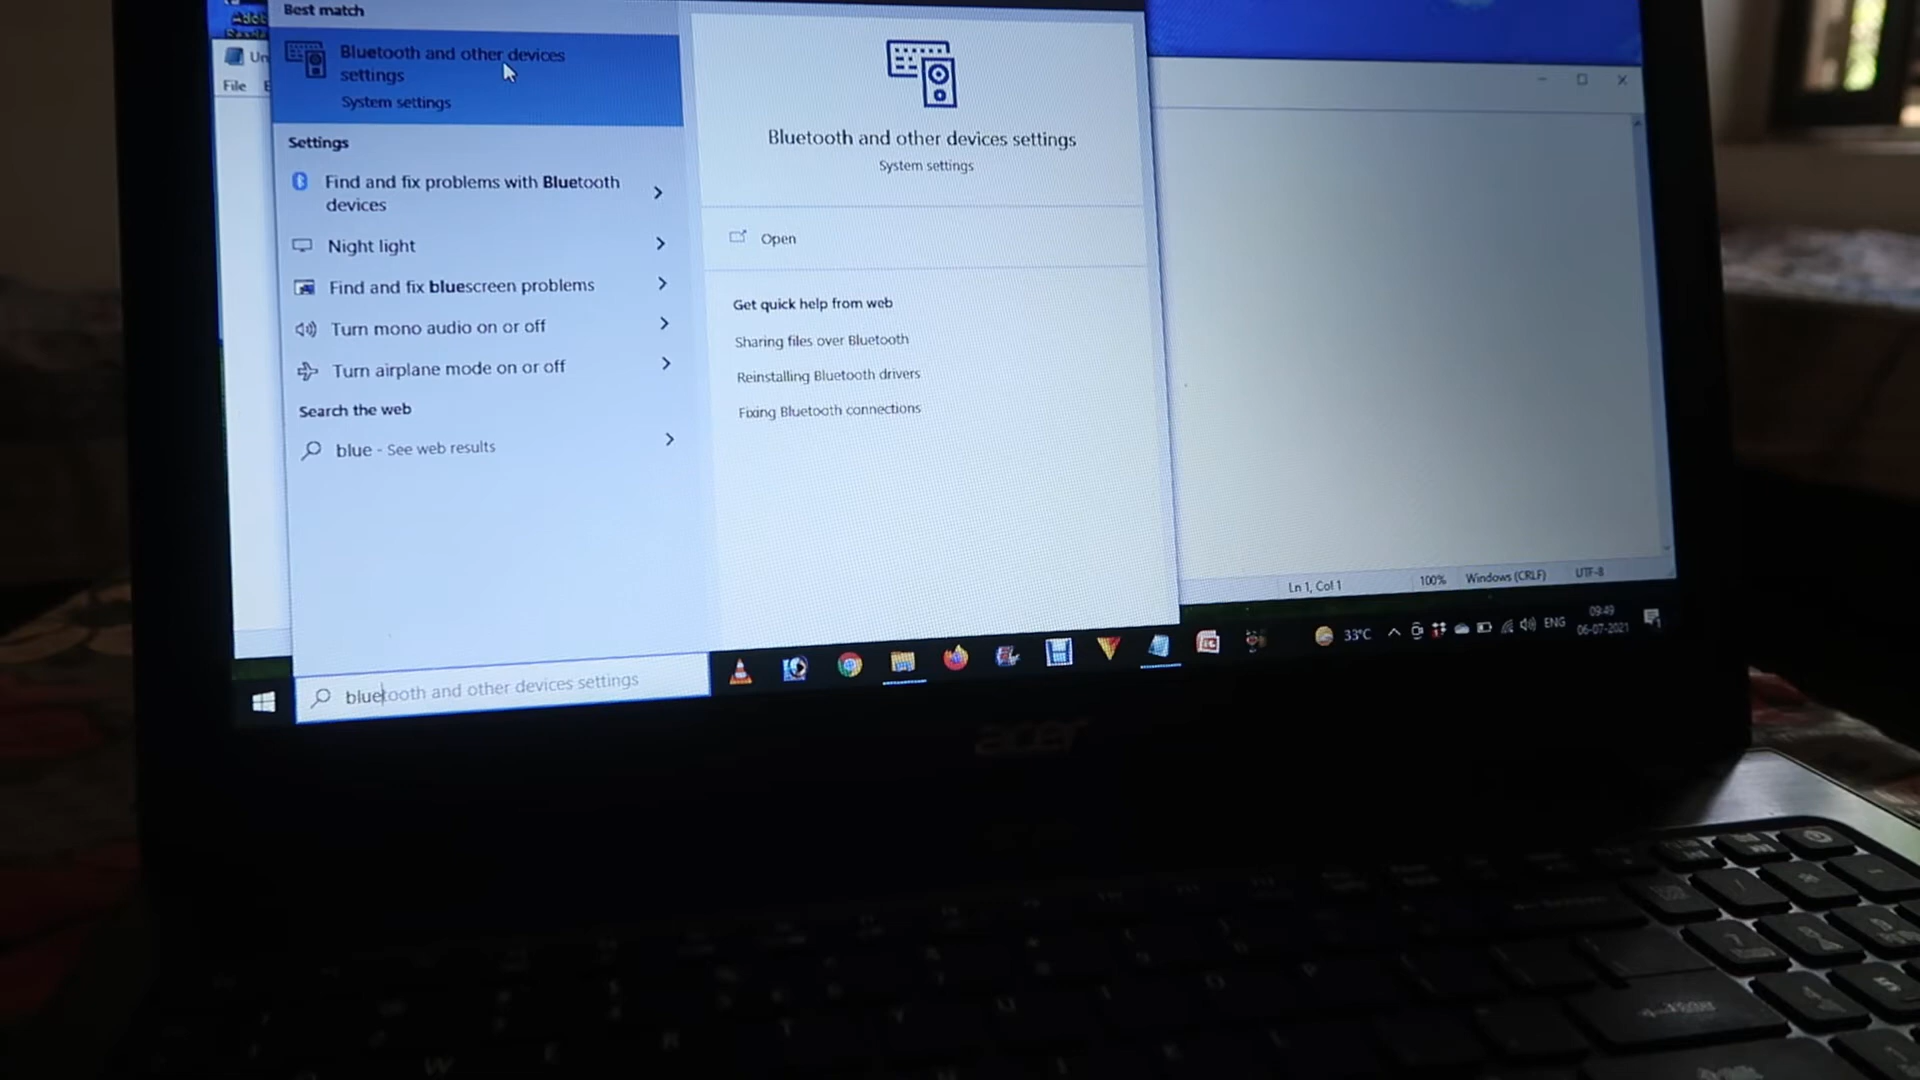 Best match
Bluetooth and other devices
settings
System settings
Settings
Find and fix problems with Bluetooth
devices
Night light
Find and fix bluescreen problems
Turn mono audio on or off
Turn airplane mode on or off
Search the web
blue - See web results
Bluetooth and other devices settings
System settings
Open
Get quick help from web
Sharing files over Bluetooth
Reinstalling Bluetooth drivers
Fixing Bluetooth connections
File
Ln 1, Col 1
100%
Windows (CRLF)
UTF-8
bluetooth and other devices settings
33°C
ENG
09:49
06-07-2021
acer